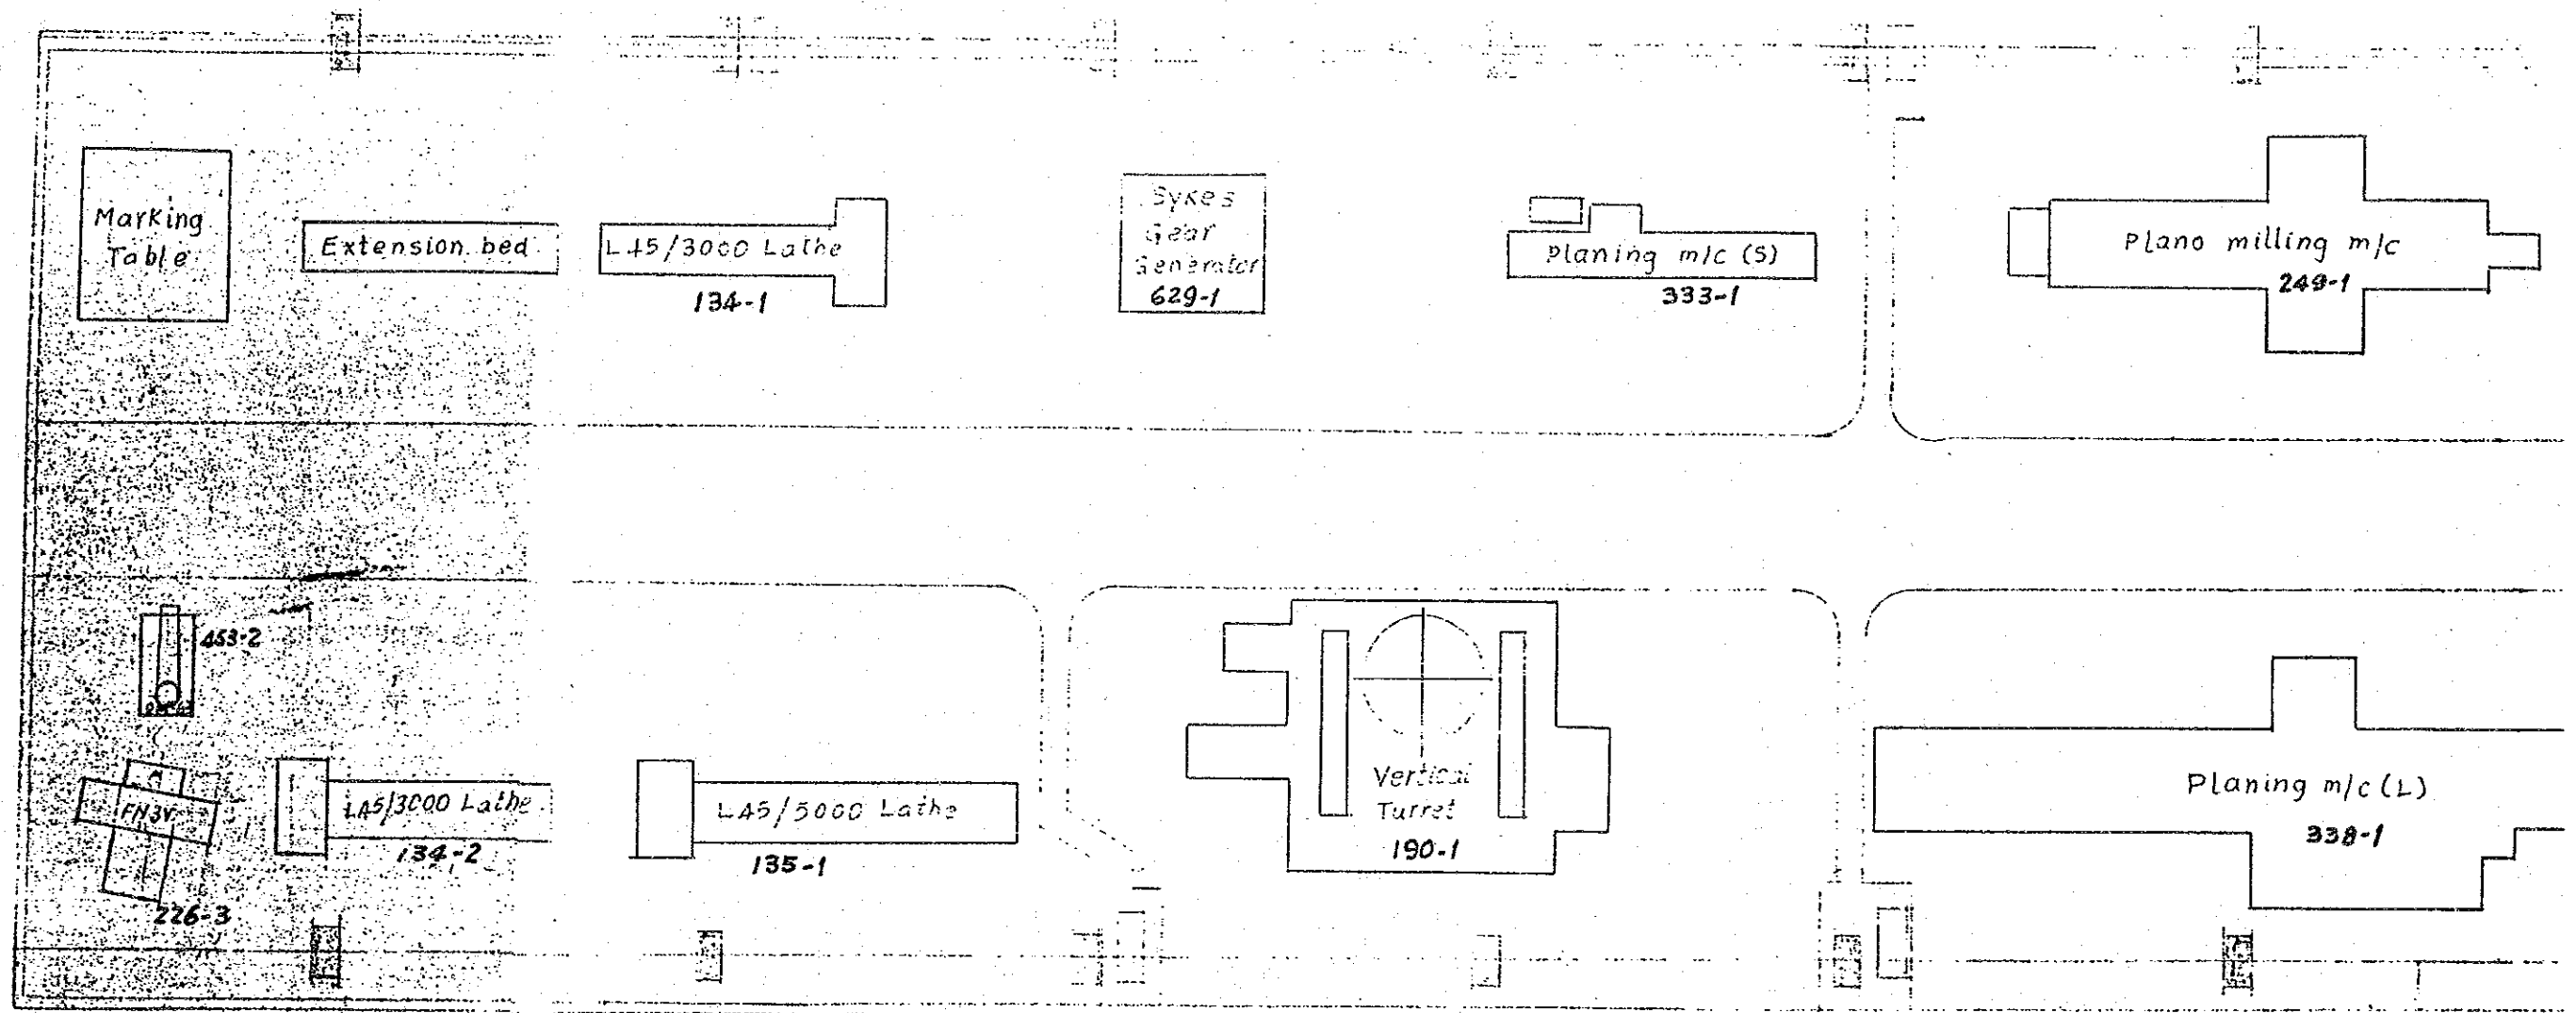 Marking
Table
Extension bed
L45/3000 Lathe
134-1
Sykes
Gear
Generator
629-1
Planing m/c (S)
333-1
Plano milling m/c
249-1
453-2
FN3V
226-3
L45/3000 Lathe
134-2
L45/5000 Lathe
135-1
Vertical
Turret
190-1
Planing m/c (L)
338-1